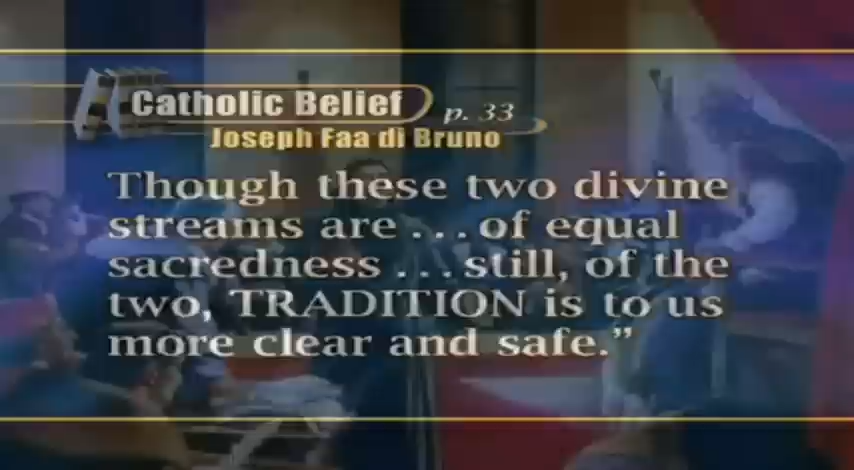 Catholic Belief p. 33
Joseph Faa di Bruno
Though these two divine
streams are . . . of equal
sacredness . . . still, of the
two, TRADITION is to us
more clear and safe.”